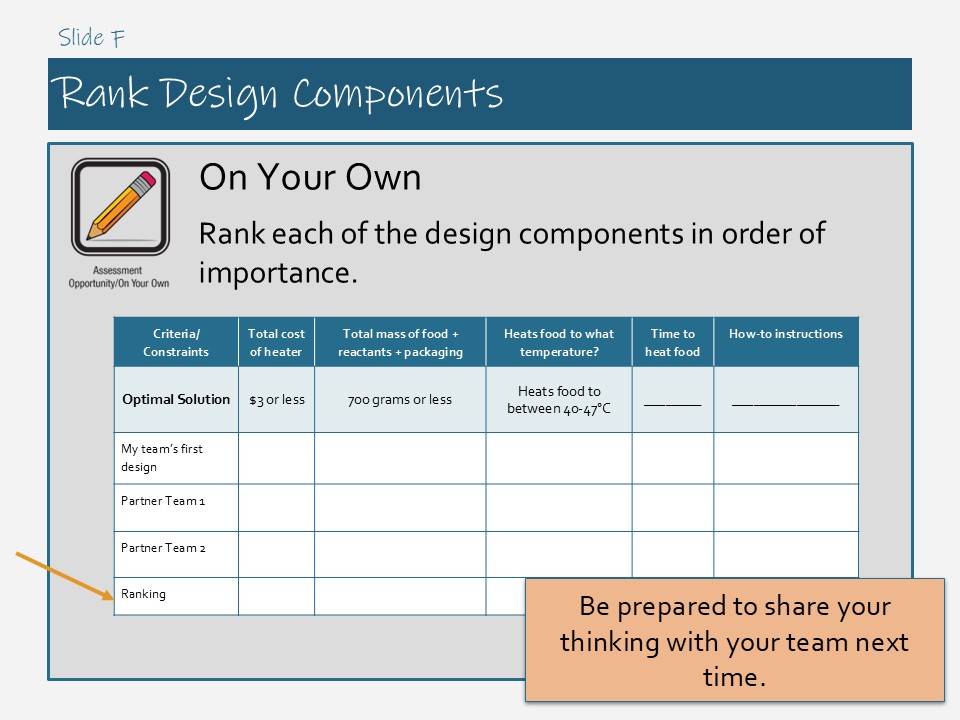 Slide F
Rank Design Components
On Your Own
Rank each of the design components in order of
importance.
Assessment
Opportunity/On Your Own
Criteria/
Constraints
Total cost
of heater
Total mass of food +
reactants + packaging
Heats food to what
temperature?
Time to
heat food
How-to instructions
Optimal Solution
$3 or less
700 grams or less
Heats food to
between 40-47°C
________
_______________
My team's first
design
Partner Team 1
Partner Team 2
Ranking
Be prepared to share your
thinking with your team next
time.